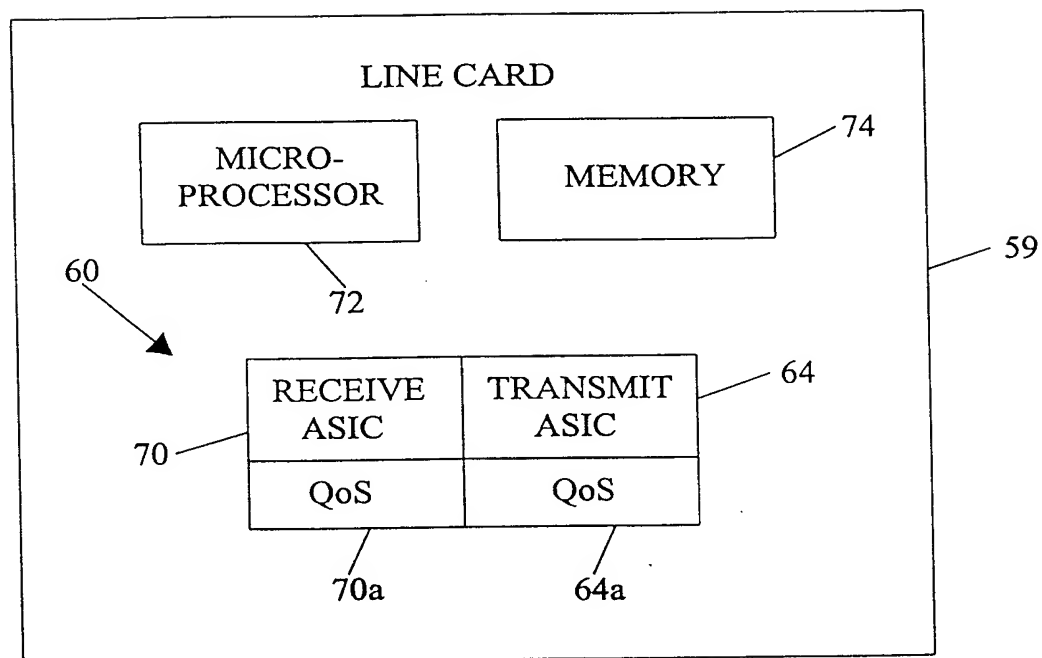 LINE CARD
MICRO-
PROCESSOR
MEMORY
74
59
60
72
RECEIVE
ASIC
TRANSMIT
ASIC
64
70
QoS
QoS
70a
64a